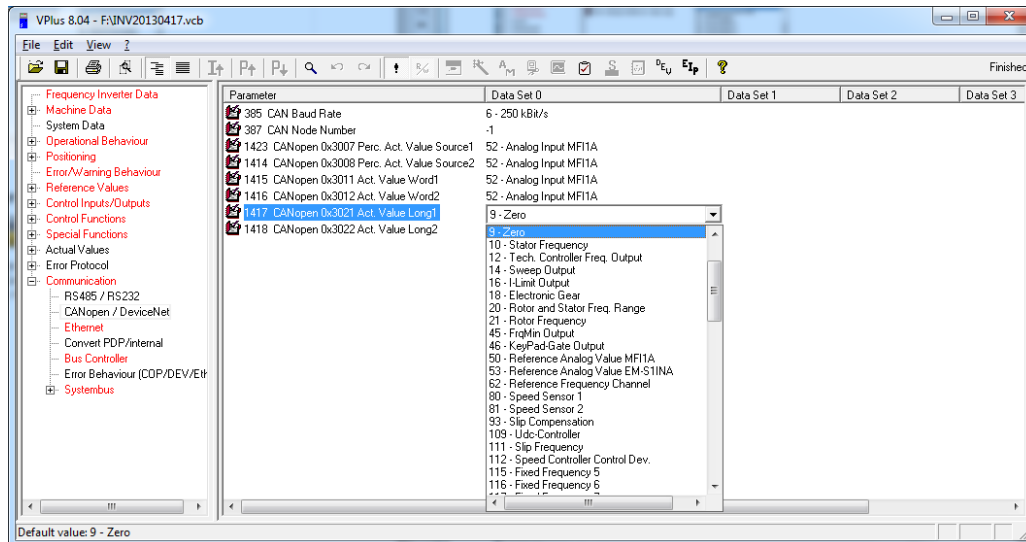 VPlus 8.04 - F:\INV20130417.vcb
File Edit View ?
Finished
Frequency Inverter Data
Machine Data
System Data
Operational Behaviour
Positioning
Error/Warning Behaviour
Reference Values
Control Inputs/Outputs
Control Functions
Special Functions
Actual Values
Error Protocol
Communication
RS485 / RS232
CANopen / DeviceNet
Ethernet
Convert PDP/internal
Bus Controller
Error Behaviour (COP/DEV/Eth
Systembus
Parameter Data Set 0 Data Set 1 Data Set 2 Data Set 3
385 CAN Baud Rate 6 - 250 kBit/s
387 CAN Node Number -1
1423 CANopen 0x3007 Perc. Act. Value Source1 52 - Analog Input MFI1A
1414 CANopen 0x3008 Perc. Act. Value Source2 52 - Analog Input MFI1A
1415 CANopen 0x3011 Act. Value Word1 52 - Analog Input MFI1A
1416 CANopen 0x3012 Act. Value Word2 52 - Analog Input MFI1A
1417 CANopen 0x3021 Act. Value Long1 9 - Zero
1418 CANopen 0x3022 Act. Value Long2
9 - Zero
10 - Stator Frequency
12 - Tech. Controller Freq. Output
14 - Sweep Output
16 - I-Limit Output
18 - Electronic Gear
20 - Rotor and Stator Freq. Range
21 - Rotor Frequency
45 - FrqMin Output
46 - KeyPad-Gate Output
50 - Reference Analog Value MFI1A
53 - Reference Analog Value EM-S1INA
62 - Reference Frequency Channel
80 - Speed Sensor 1
81 - Speed Sensor 2
93 - Slip Compensation
109 - Udc-Controller
111 - Slip Frequency
112 - Speed Controller Control Dev.
115 - Fixed Frequency 5
116 - Fixed Frequency 6
Default value: 9 - Zero